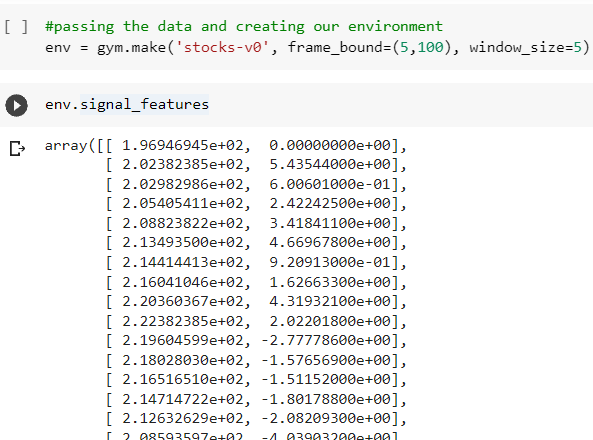 [ ] #passing the data and creating our environment
env = gym.make('stocks-v0', frame_bound=(5,100), window_size=5)
env.signal_features
array([[ 1.96946945e+02,  0.00000000e+00],
[ 2.02382385e+02,  5.43544000e+00],
[ 2.02982986e+02,  6.00601000e-01],
[ 2.05405411e+02,  2.42242500e+00],
[ 2.08823822e+02,  3.41841100e+00],
[ 2.13493500e+02,  4.66967800e+00],
[ 2.14414413e+02,  9.20913000e-01],
[ 2.16041046e+02,  1.62663300e+00],
[ 2.20360367e+02,  4.31932100e+00],
[ 2.22382385e+02,  2.02201800e+00],
[ 2.19604599e+02, -2.77778600e+00],
[ 2.18028030e+02, -1.57656900e+00],
[ 2.16516510e+02, -1.51152000e+00],
[ 2.14714722e+02, -1.80178800e+00],
[ 2.12632629e+02, -2.08209300e+00],
[ 2.08593597e+02, -4.03903200e+00],